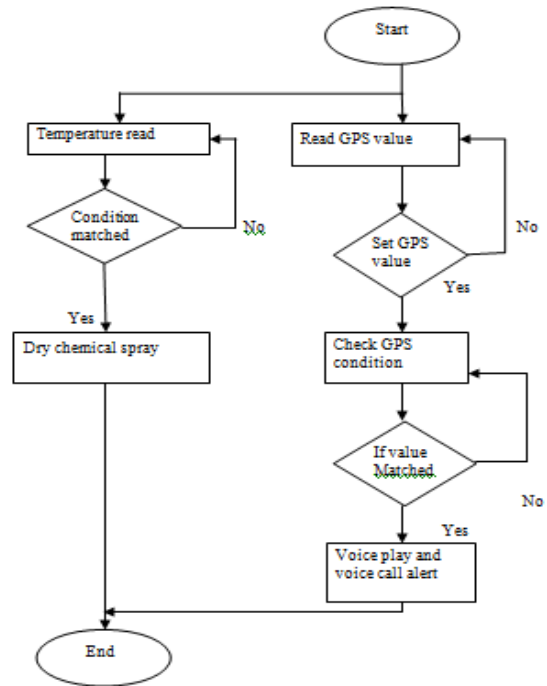 Start
Temperature read
Read GPS value
Condition
matched
No
Set GPS
value
No
Yes
Yes
Dry chemical spray
Check GPS
condition
If value
Matched
No
Yes
Voice play and
voice call alert
End